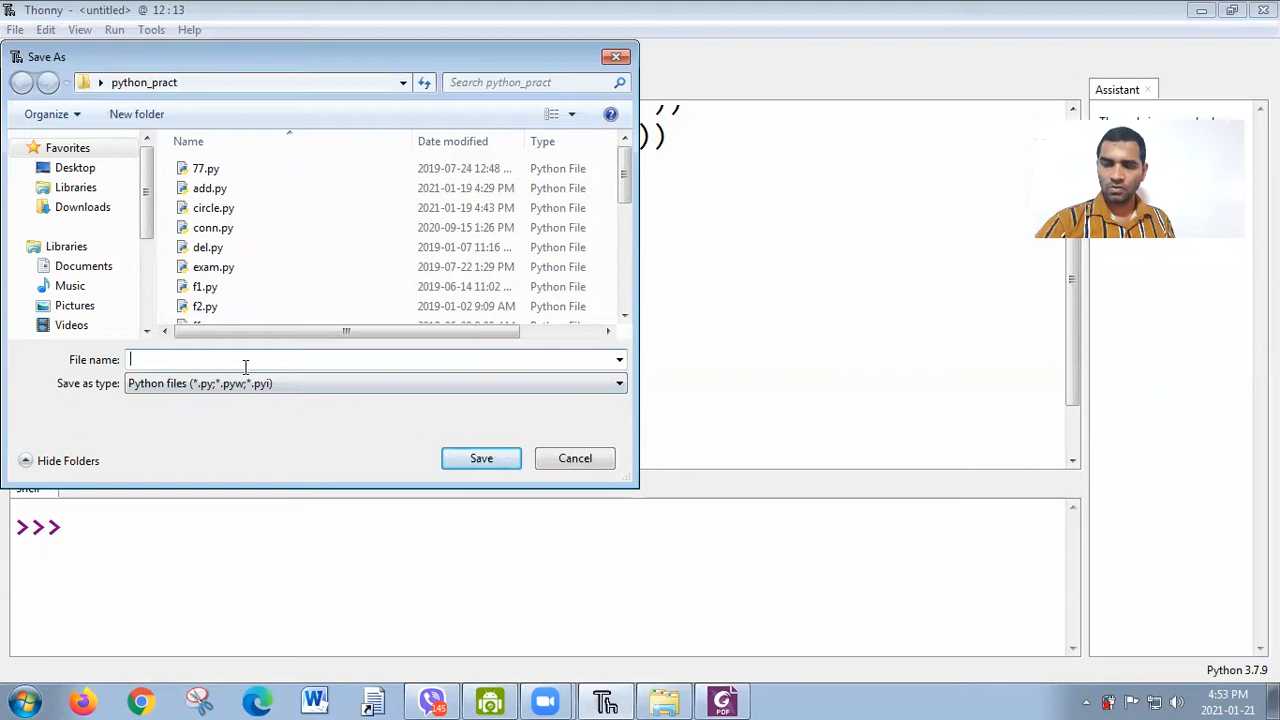 Thonny - <untitled> @ 12:13
File Edit View Run Tools Help
Save As
python_pract
Search python_pract
Organize New folder
Name Date modified Type
77.py 2019-07-24 12:48 ... Python File
add.py 2021-01-19 4:29 PM Python File
circle.py 2021-01-19 4:43 PM Python File
conn.py 2020-09-15 1:26 PM Python File
del.py 2019-01-07 11:16 ... Python File
exam.py 2019-07-22 1:29 PM Python File
f1.py 2019-06-14 11:02 ... Python File
f2.py 2019-01-02 9:09 AM Python File
Favorites
Desktop
Libraries
Downloads
Libraries
Documents
Music
Pictures
Videos
File name:
Save as type: Python files (*.py;*.pyw;*.pyi)
Hide Folders
Save Cancel
))
Assistant
Shell
>>>
Python 3.7.9
145
PDF
4:53 PM
2021-01-21